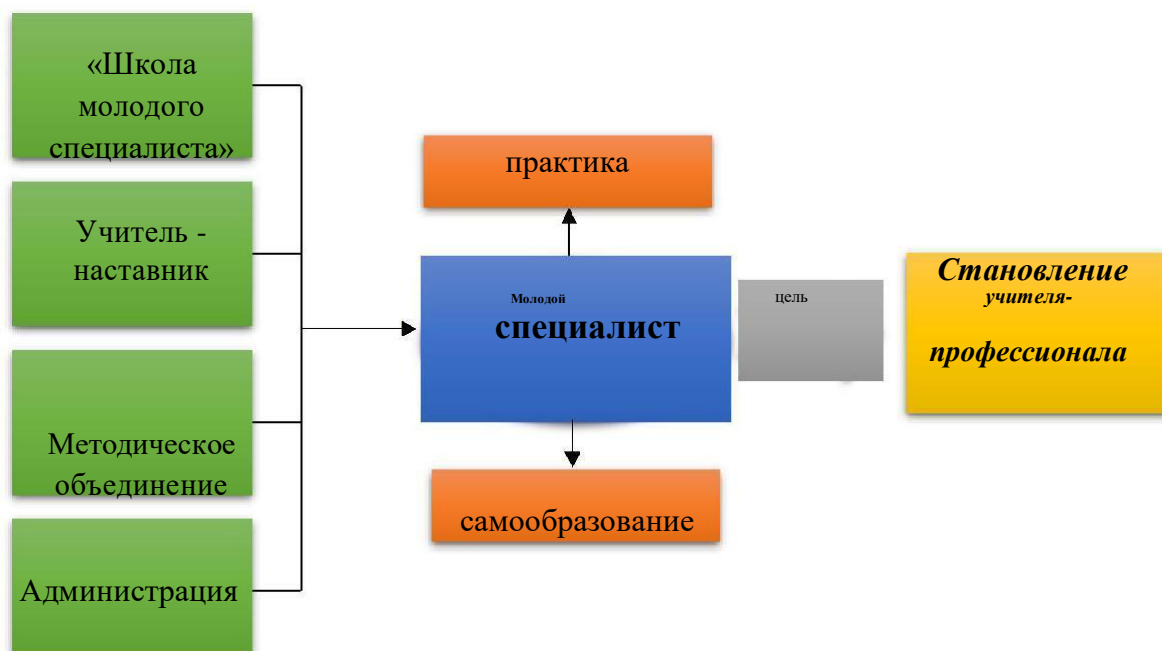 «Школа
молодого
специалиста»
Учитель -
наставник
Методическое
объединение
Администрация
практика
Молодой
специалист
самообразование
цель
Становление
учителя-
профессионала